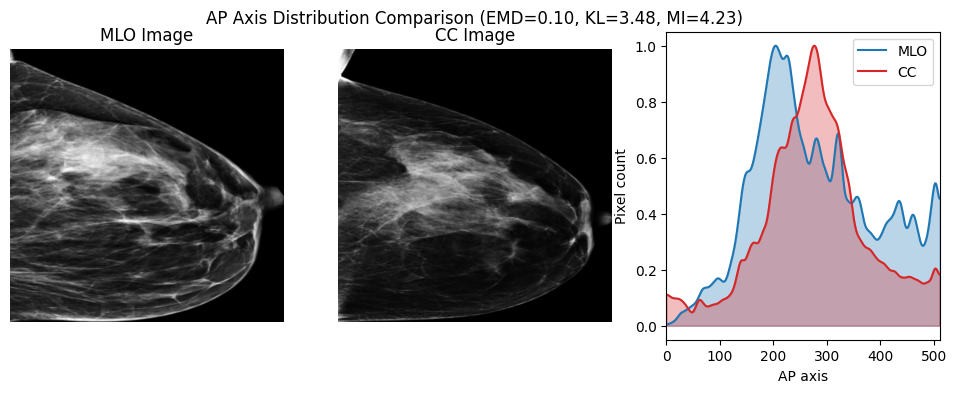 AP Axis Distribution Comparison (EMD=0.10, KL=3.48, MI=4.23)
MLO Image
CC Image
MLO
CC
Pixel count
1.0
0.8
0.6
0.4
0.2
0.0
0 100 200 300 400 500
AP axis